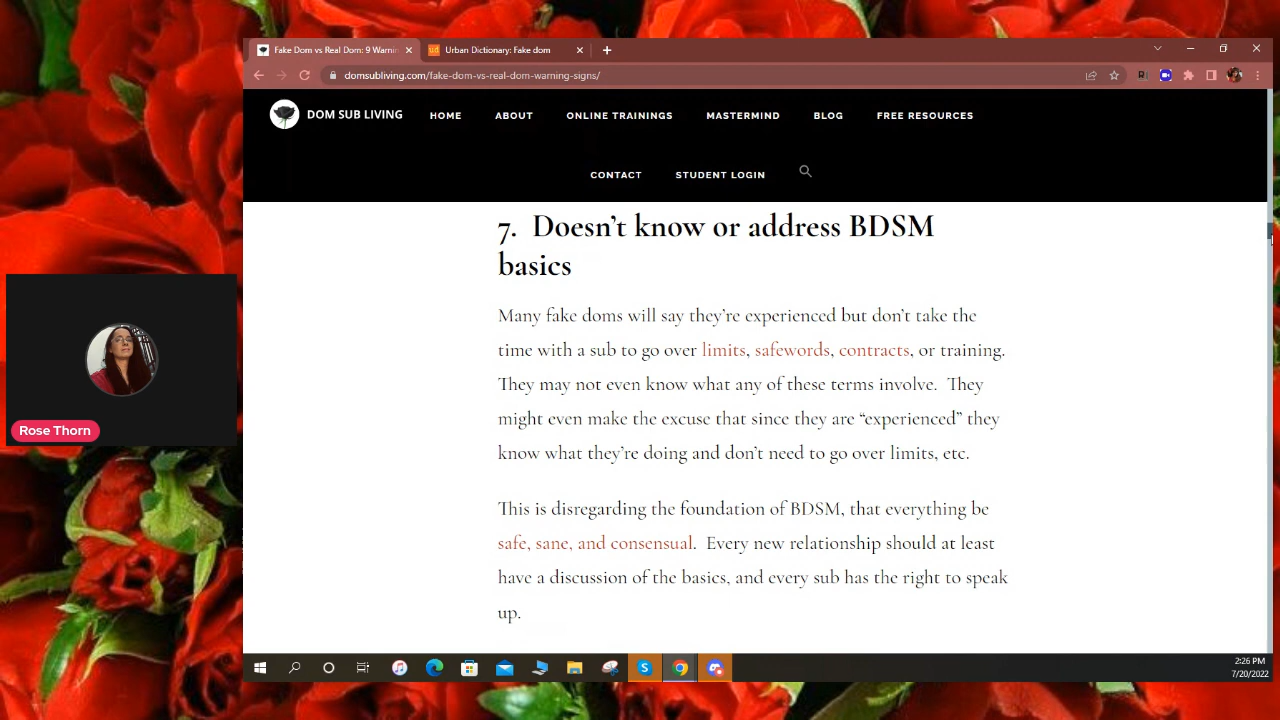 Fake Dom vs Real Dom: 9 Warnin
Urban Dictionary: Fake dom
domsubliving.com/fake-dom-vs-real-dom-warning-signs/
DOM SUB LIVING
HOME
ABOUT
ONLINE TRAININGS
MASTERMIND
BLOG
FREE RESOURCES
CONTACT
STUDENT LOGIN
7. Doesn’t know or address BDSM
basics
Many fake doms will say they’re experienced but don’t take the
time with a sub to go over limits, safewords, contracts, or training.
They may not even know what any of these terms involve. They
might even make the excuse that since they are “experienced” they
know what they’re doing and don’t need to go over limits, etc.
This is disregarding the foundation of BDSM, that everything be
safe, sane, and consensual. Every new relationship should at least
have a discussion of the basics, and every sub has the right to speak
up.
Rose Thorn
2:26 PM
7/20/2022